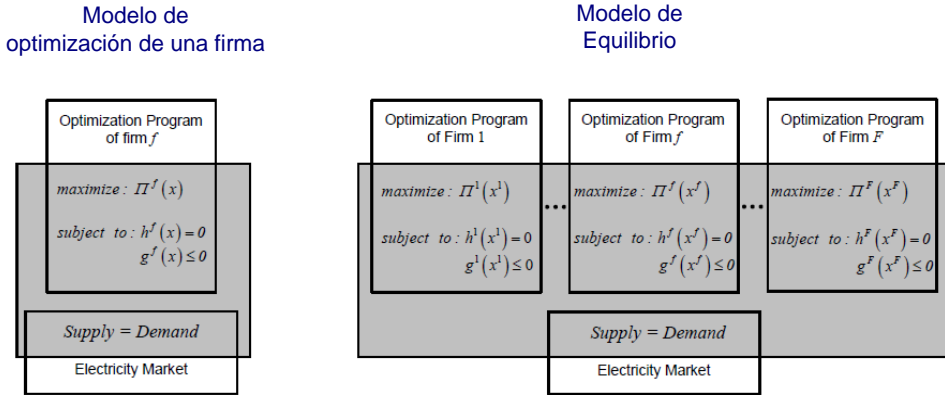 Modelo de
optimización de una firma
Optimization Program
of firm f
maximize : Π^f (x)
subject to : h^f (x) = 0
g^f (x) ≤ 0
Supply = Demand
Electricity Market
Modelo de
Equilibrio
Optimization Program
of Firm 1
maximize : Π^1 (x^1)
subject to : h^1 (x^1) = 0
g^1 (x^1) ≤ 0
...
Optimization Program
of Firm f
maximize : Π^f (x^f)
subject to : h^f (x^f) = 0
g^f (x^f) ≤ 0
...
Optimization Program
of Firm F
maximize : Π^F (x^F)
subject to : h^F (x^F) = 0
g^F (x^F) ≤ 0
Supply = Demand
Electricity Market